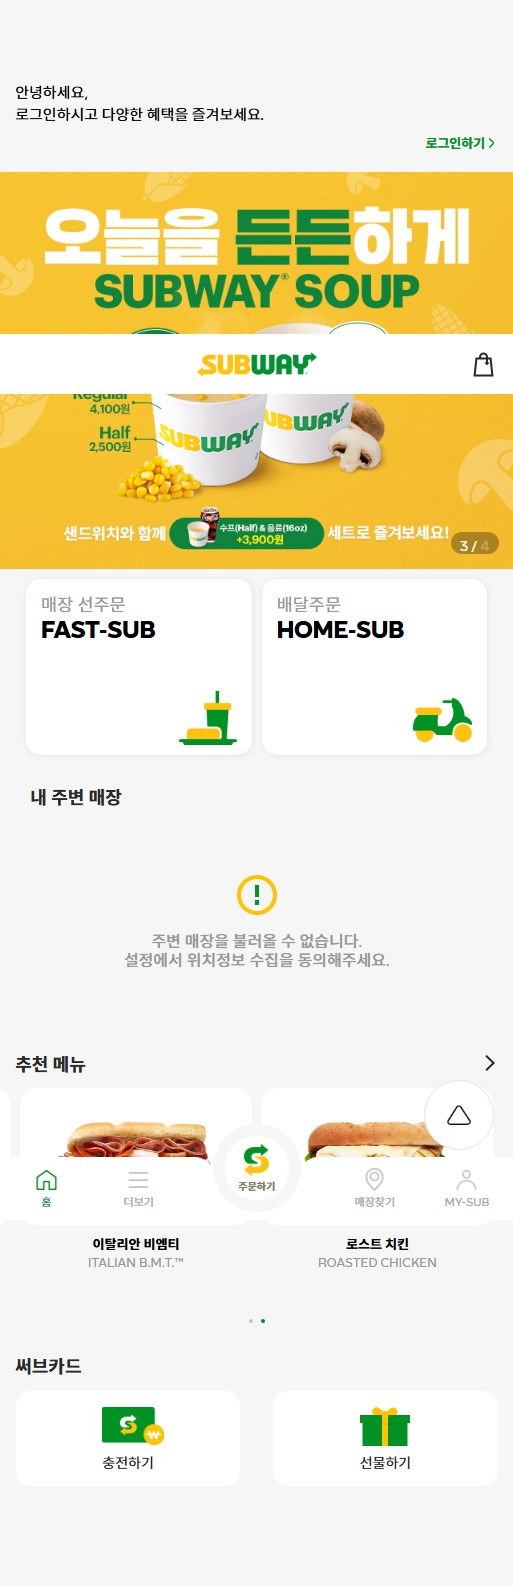 안녕하세요,
로그인하시고 다양한 혜택을 즐겨보세요.
로그인하기
오늘을 든든하게
SUBWAY® SOUP
SUBWAY
Regular
4,100원
Half
2,500원
SUBWAY
SUBWAY
샌드위치와 함께 수프(Half) & 음료(16oz) +3,900원 세트로 즐겨보세요!
3 / 4
매장 선주문
FAST-SUB
배달주문
HOME-SUB
내 주변 매장
주변 매장을 불러올 수 없습니다.
설정에서 위치정보 수집을 동의해주세요.
추천 메뉴
홈
더보기
주문하기
매장찾기
MY-SUB
이탈리안 비엠티
ITALIAN B.M.T.™
로스트 치킨
ROASTED CHICKEN
써브카드
충전하기
선물하기